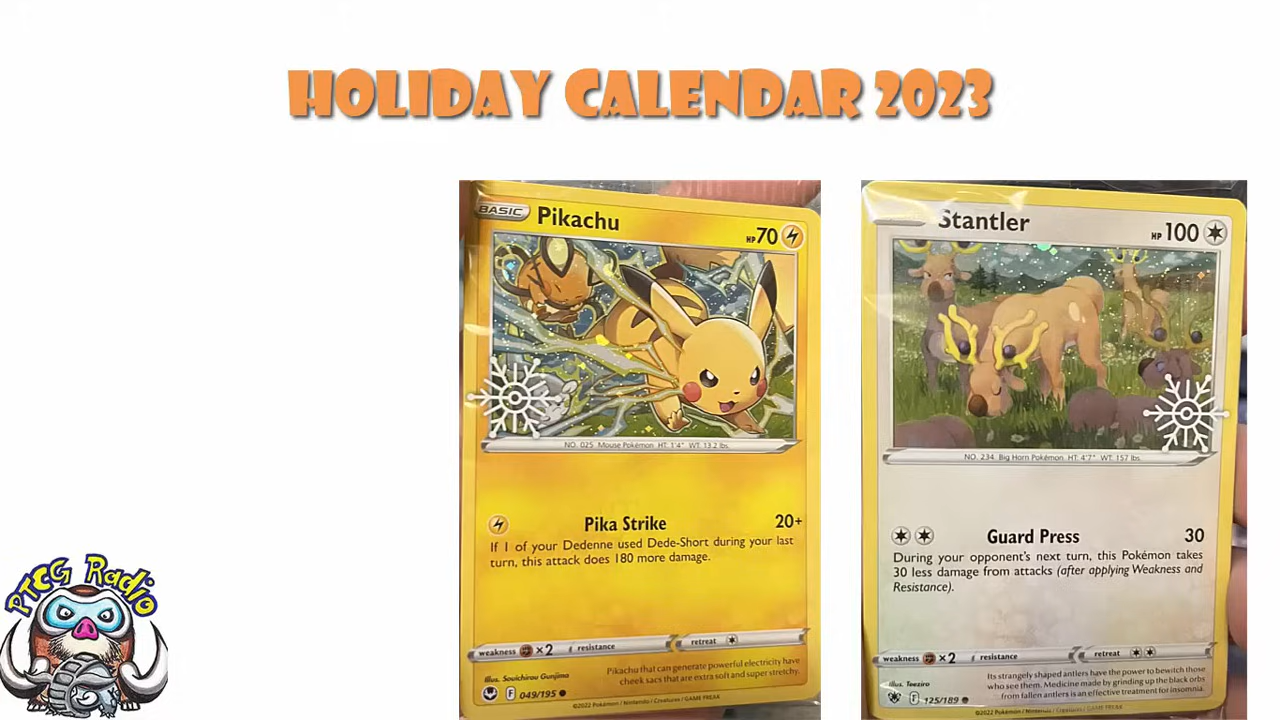 HOLIDAY CALENDAR 2023
BASIC
Pikachu
HP 70
NO. 025 Mouse Pokémon HT: 1'4" WT: 13.2 lbs.
Pika Strike 20+
If 1 of your Dedenne used Dede-Short during your last
turn, this attack does 180 more damage.
weakness ×2 resistance retreat
Illus. Souichirou Gunjima
Pikachu that can generate powerful electricity have
cheek sacs that are extra soft and super stretchy.
F 049/195
©2022 Pokémon / Nintendo / Creatures / GAME FREAK
Stantler
HP 100
NO. 234 Big Horn Pokémon HT: 4'7" WT: 157 lbs.
Guard Press 30
During your opponent's next turn, this Pokémon takes
30 less damage from attacks (after applying Weakness and
Resistance).
weakness ×2 resistance retreat
Illus. Teeziro
Its strangely shaped antlers have the power to bewitch those
who see them. Medicine made by grinding up the black orbs
from fallen antlers is an effective treatment for insomnia.
F 125/189
©2022 Pokémon / Nintendo / Creatures / GAME FREAK
PTCG Radio